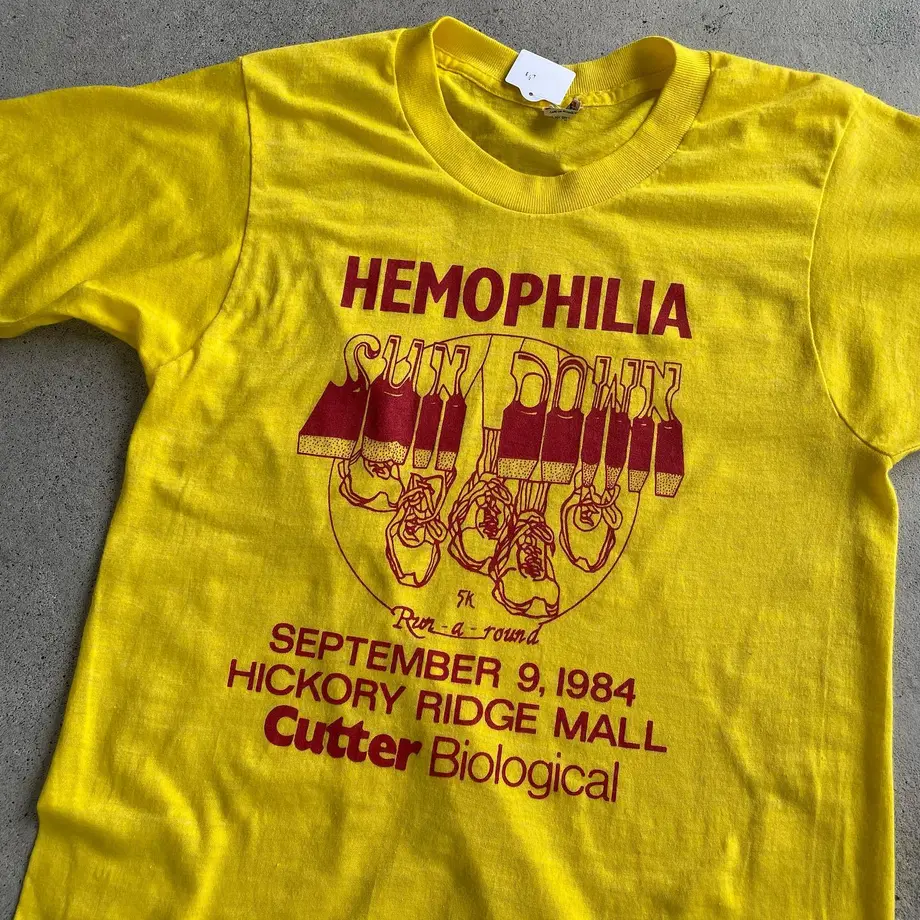 HEMOPHILIA
SUN DOWN
5K
Run-a-round
SEPTEMBER 9, 1984
HICKORY RIDGE MALL
Cutter Biological